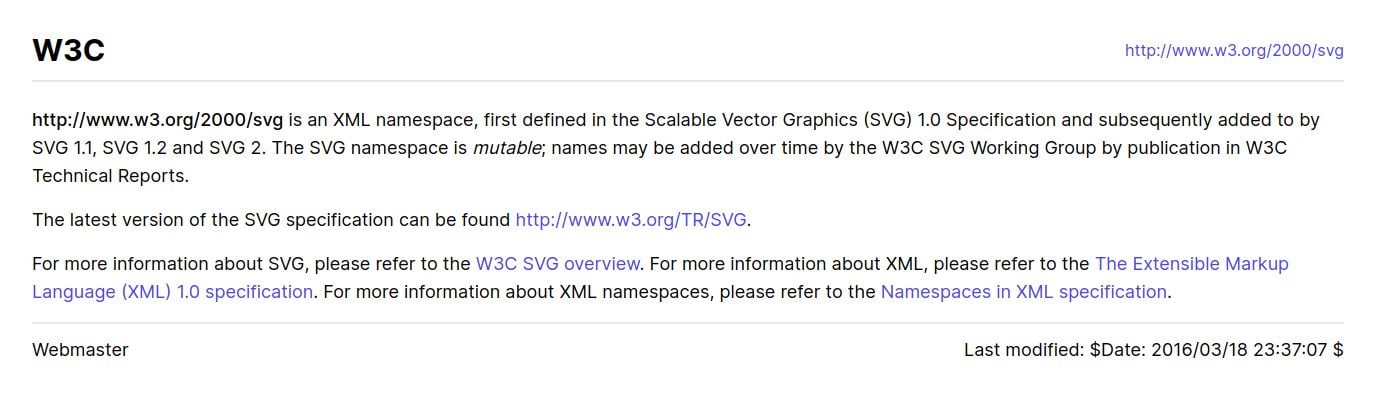 W3C
http://www.w3.org/2000/svg
http://www.w3.org/2000/svg is an XML namespace, first defined in the Scalable Vector Graphics (SVG) 1.0 Specification and subsequently added to by
SVG 1.1, SVG 1.2 and SVG 2. The SVG namespace is mutable; names may be added over time by the W3C SVG Working Group by publication in W3C
Technical Reports.
The latest version of the SVG specification can be found http://www.w3.org/TR/SVG.
For more information about SVG, please refer to the W3C SVG overview. For more information about XML, please refer to the The Extensible Markup
Language (XML) 1.0 specification. For more information about XML namespaces, please refer to the Namespaces in XML specification.
Webmaster
Last modified: $Date: 2016/03/18 23:37:07 $